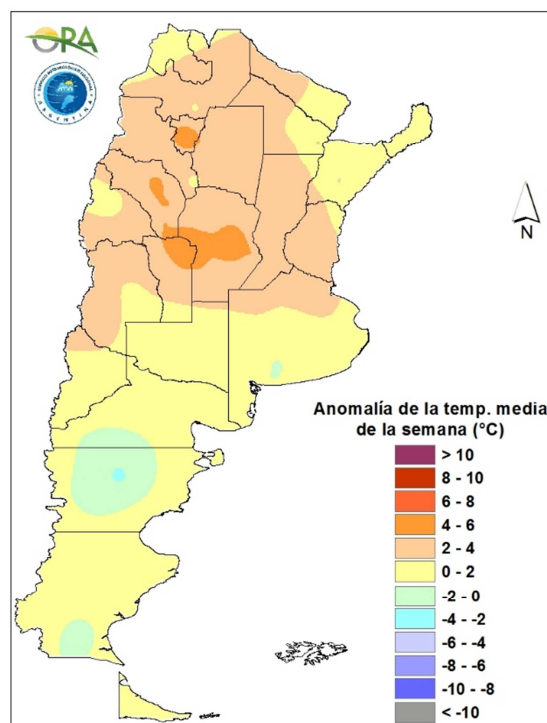 ORA
ARGENTINA
N
Anomalía de la temp. media
de la semana (°C)
> 10
8 - 10
6 - 8
4 - 6
2 - 4
0 - 2
-2 - 0
-4 - -2
-6 - -4
-8 - -6
-10 - -8
< -10